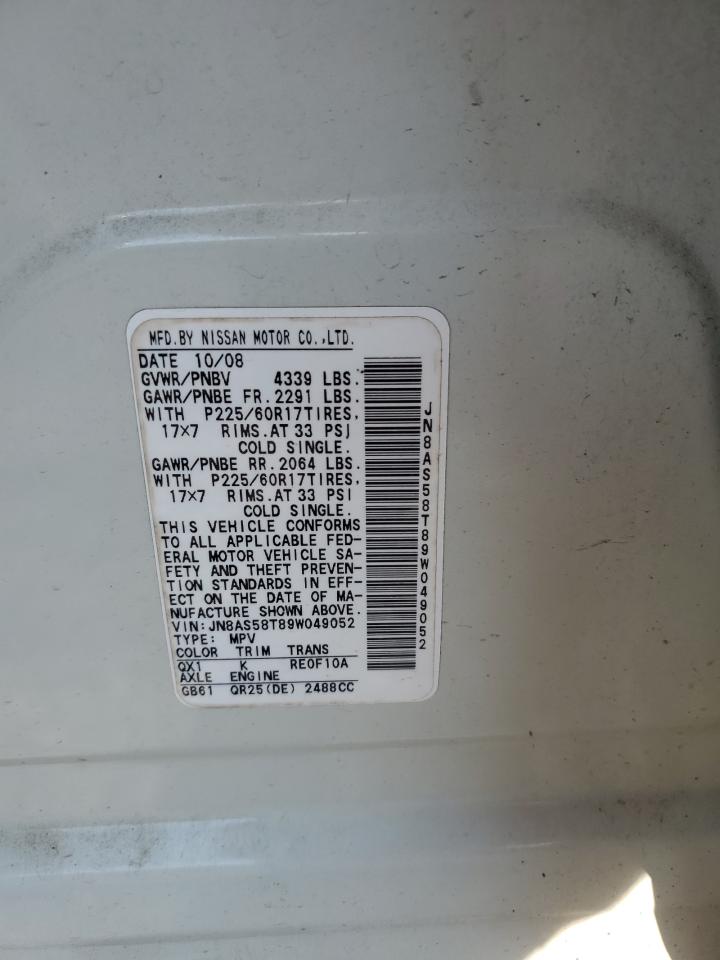 MFD.BY NISSAN MOTOR CO.,LTD.
DATE 10/08
GVWR/PNBV 4339 LBS.
GAWR/PNBE FR.2291 LBS.
WITH P225/60R17TIRES,
17×7 RIMS.AT 33 PSI
COLD SINGLE.
GAWR/PNBE RR.2064 LBS.
WITH P225/60R17TIRES,
17×7 RIMS.AT 33 PSI
COLD SINGLE.
THIS VEHICLE CONFORMS
TO ALL APPLICABLE FED-
ERAL MOTOR VEHICLE SA-
FETY AND THEFT PREVEN-
TION STANDARDS IN EFF-
ECT ON THE DATE OF MA-
NUFACTURE SHOWN ABOVE.
VIN:JN8AS58T89W049052
TYPE: MPV
COLOR TRIM TRANS
QX1 K RE0F10A
AXLE ENGINE
GB61 QR25(DE) 2488CC
JN8AS58T89W049052